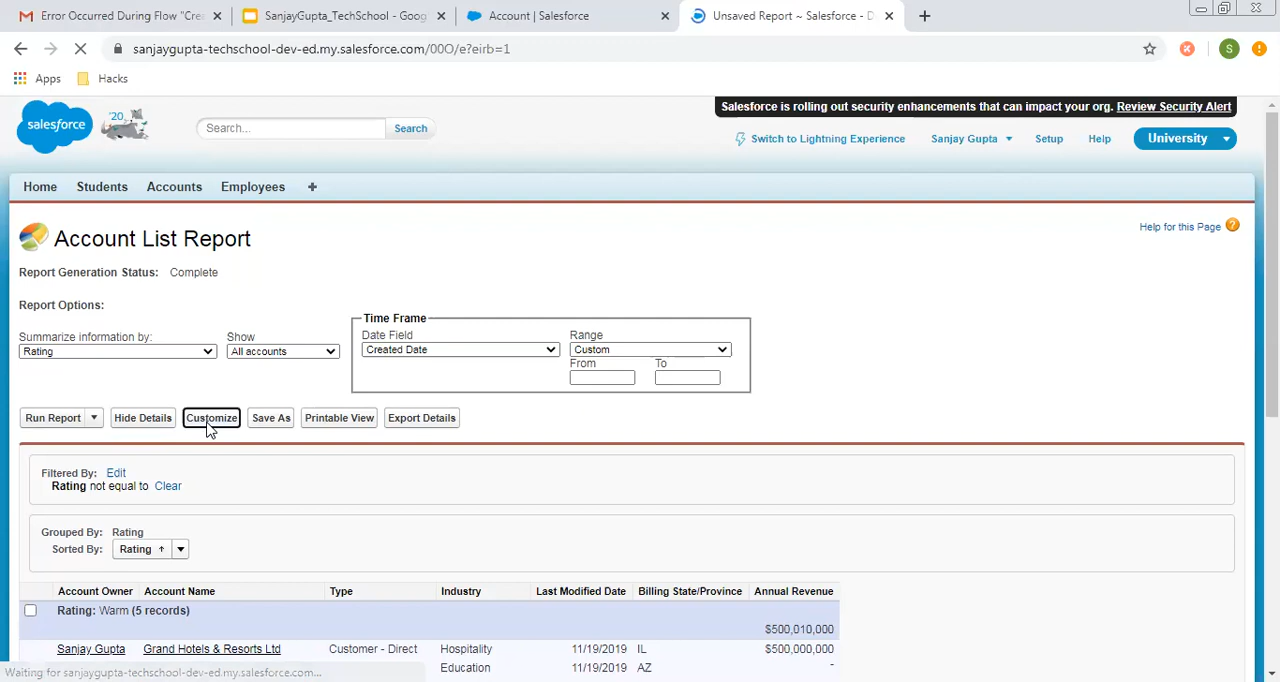 Error Occurred During Flow "Cre
SanjayGupta_TechSchool - Goog
Account | Salesforce
Unsaved Report ~ Salesforce - D
sanjaygupta-techschool-dev-ed.my.salesforce.com/00O/e?eirb=1
S
Apps
Hacks
Salesforce is rolling out security enhancements that can impact your org. Review Security Alert
salesforce
'20
Search...
Search
Switch to Lightning Experience
Sanjay Gupta
Setup
Help
University
Home
Students
Accounts
Employees
Account List Report
Help for this Page
Report Generation Status: Complete
Report Options:
Time Frame
Summarize information by:
Show
Date Field
Range
Rating
All accounts
Created Date
Custom
From
To
Run Report
Hide Details
Customize
Save As
Printable View
Export Details
Filtered By: Edit
Rating not equal to Clear
Grouped By: Rating
Sorted By: Rating ↑
Account Owner Account Name Type Industry Last Modified Date Billing State/Province Annual Revenue
Rating: Warm (5 records)
$500,010,000
Sanjay Gupta Grand Hotels & Resorts Ltd Customer - Direct Hospitality 11/19/2019 IL $500,000,000
Education 11/19/2019 AZ -
Waiting for sanjaygupta-techschool-dev-ed.my.salesforce.com...